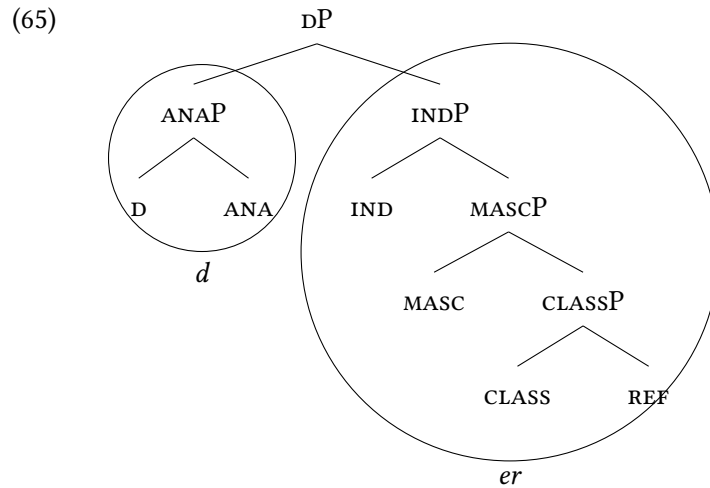 (65)
DP
ANAP INDP
D ANA IND MASCP
d
MASC CLASSP
CLASS REF
er